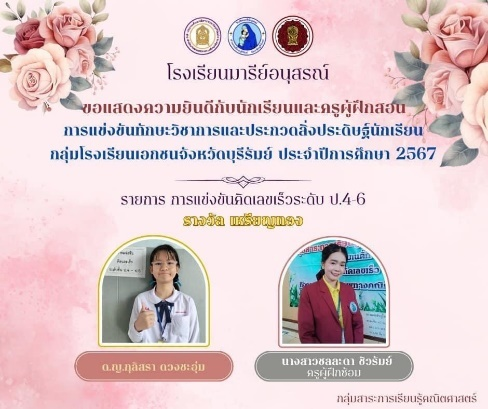 โรงเรียนมารีย์อนุสรณ์
ขอแสดงความยินดีกับนักเรียนและครูผู้ฝึกสอน
การแข่งขันทักษะวิชาการและประกวดสิ่งประดิษฐ์นักเรียน
กลุ่มโรงเรียนเอกชนจังหวัดบุรีรัมย์ ประจำปีการศึกษา 2567
รายการ การแข่งขันคิดเลขเร็วระดับ ป.4-6
รางวัล เหรียญทอง
ด.ญ.กุลิสรา ดวงชะอุ่ม
นางสาวชลละดา ชิวรัมย์
ครูผู้ฝึกซ้อม
กลุ่มสาระการเรียนรู้คณิตศาสตร์